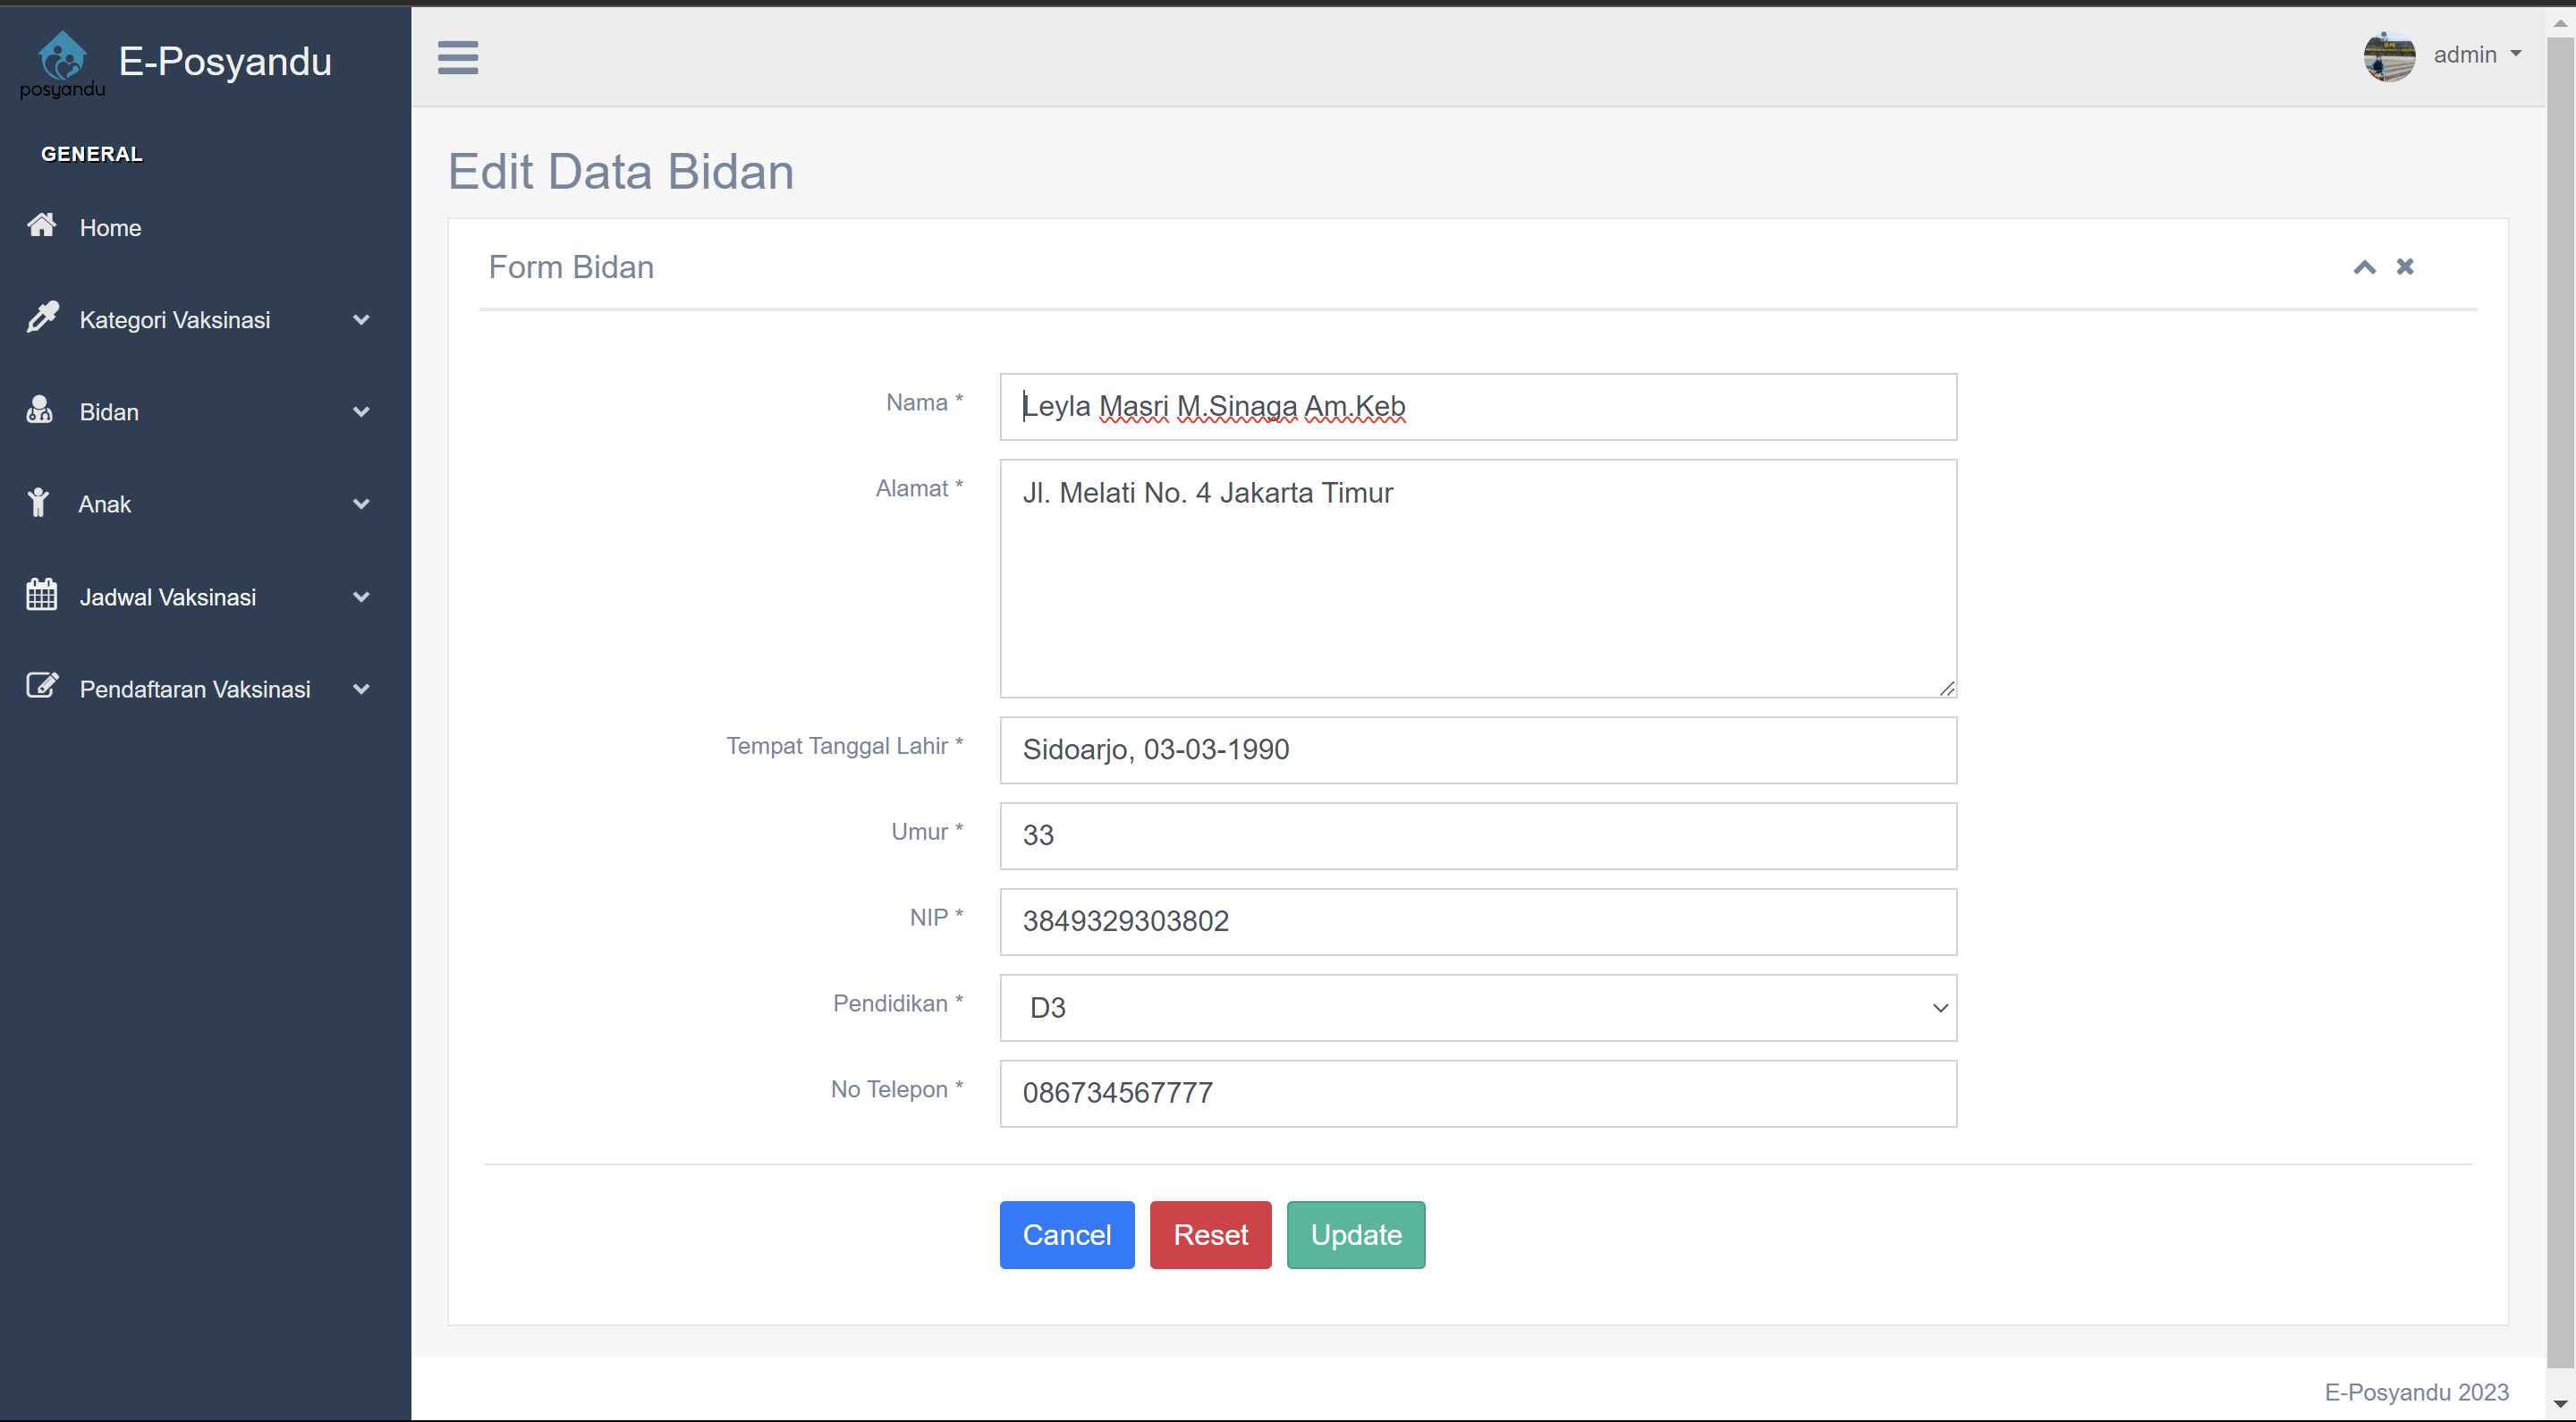 posyandu
E-Posyandu
admin
GENERAL
Home
Kategori Vaksinasi
Bidan
Anak
Jadwal Vaksinasi
Pendaftaran Vaksinasi
Edit Data Bidan
Form Bidan
Nama * Leyla Masri M.Sinaga Am.Keb
Alamat * Jl. Melati No. 4 Jakarta Timur
Tempat Tanggal Lahir * Sidoarjo, 03-03-1990
Umur * 33
NIP * 3849329303802
Pendidikan * D3
No Telepon * 086734567777
Cancel Reset Update
E-Posyandu 2023